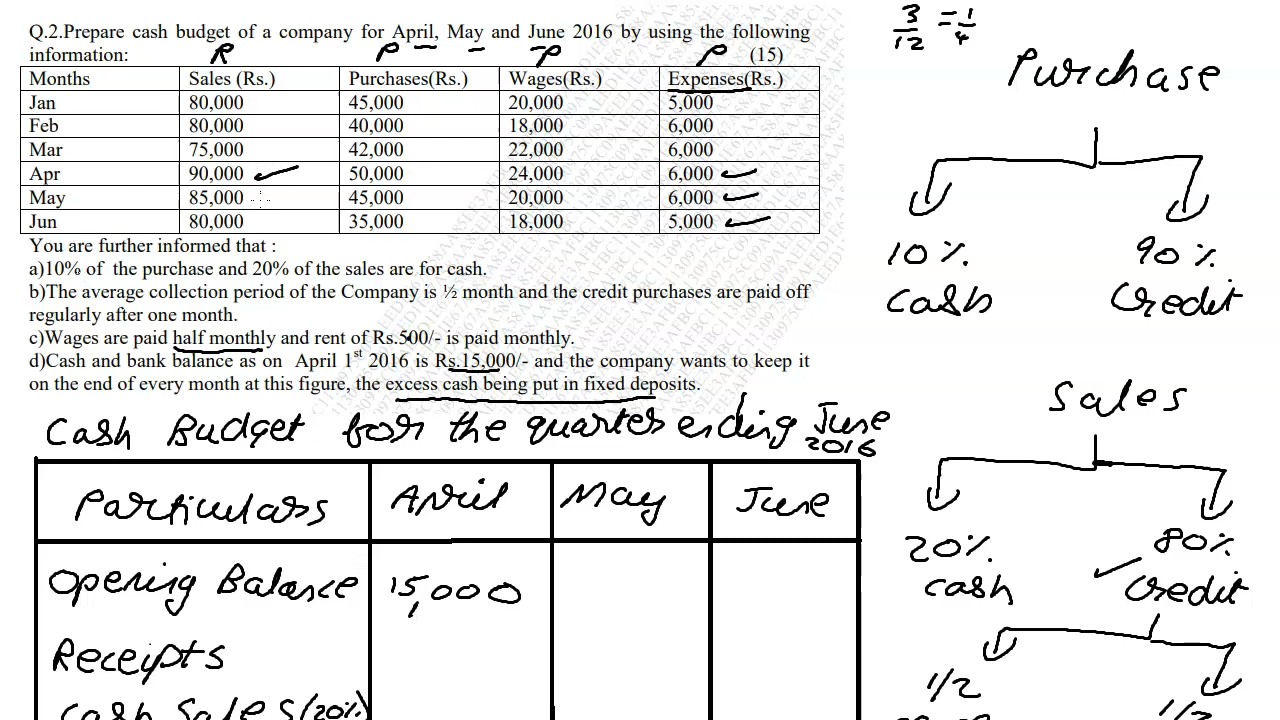 Q.2.Prepare cash budget of a company for April, May and June 2016 by using the following
information: (15)
R P P P
Months Sales (Rs.) Purchases(Rs.) Wages(Rs.) Expenses(Rs.)
Jan 80,000 45,000 20,000 5,000
Feb 80,000 40,000 18,000 6,000
Mar 75,000 42,000 22,000 6,000
Apr 90,000 50,000 24,000 6,000
May 85,000 45,000 20,000 6,000
Jun 80,000 35,000 18,000 5,000
You are further informed that :
a)10% of the purchase and 20% of the sales are for cash.
b)The average collection period of the Company is ½ month and the credit purchases are paid off
regularly after one month.
c)Wages are paid half monthly and rent of Rs.500/- is paid monthly.
d)Cash and bank balance as on April 1st 2016 is Rs.15,000/- and the company wants to keep it
on the end of every month at this figure, the excess cash being put in fixed deposits.
Cash Budget for the quarter ending June
2016
Particulars April May June
Opening Balance 15,000
Receipts
Cash Sales (20%)
3/12 = 1/4
Purchase
10% 90%
Cash Credit
Sales
20% 80%
Cash Credit
1/2 1/2